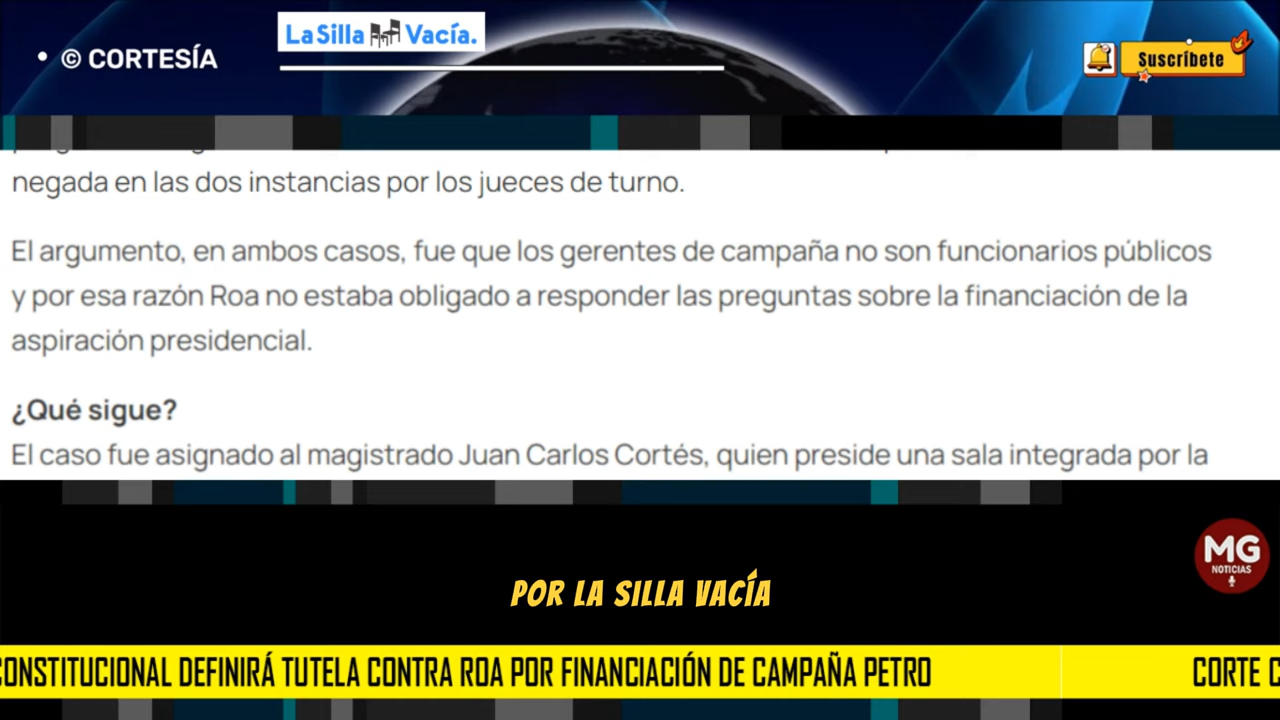 La Silla Vacía.
• © CORTESÍA
Suscríbete
negada en las dos instancias por los jueces de turno.
El argumento, en ambos casos, fue que los gerentes de campaña no son funcionarios públicos
y por esa razón Roa no estaba obligado a responder las preguntas sobre la financiación de la
aspiración presidencial.
¿Qué sigue?
El caso fue asignado al magistrado Juan Carlos Cortés, quien preside una sala integrada por la
MG
NOTICIAS
POR LA SILLA VACÍA
CONSTITUCIONAL DEFINIRÁ TUTELA CONTRA ROA POR FINANCIACIÓN DE CAMPAÑA PETRO
CORTE C